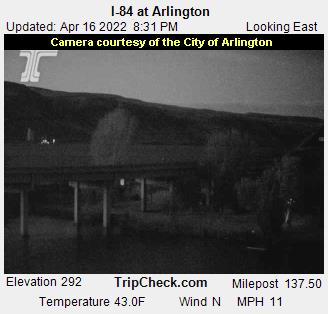 I-84 at Arlington
Updated: Apr 16 2022 8:31 PM Looking East
Camera courtesy of the City of Arlington
Elevation 292 TripCheck.com Milepost 137.50
Temperature 43.0F Wind N MPH 11